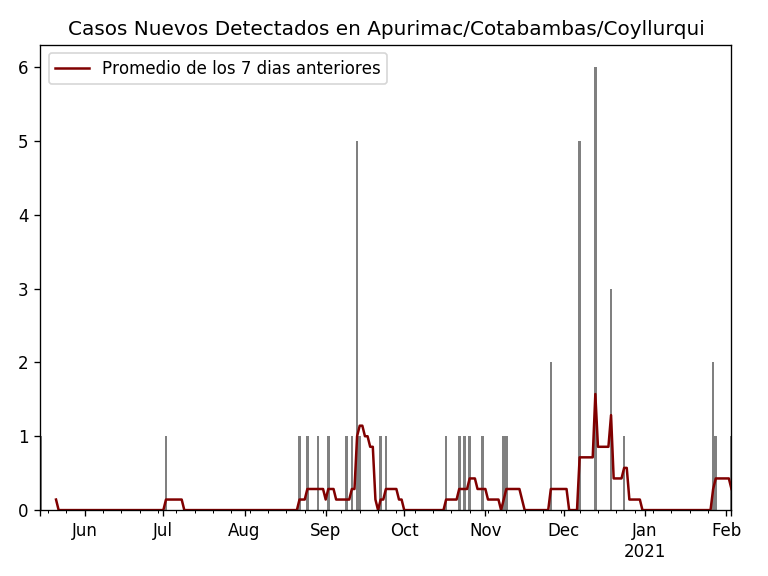 Casos Nuevos Detectados en Apurimac/Cotabambas/Coyllurqui
Promedio de los 7 dias anteriores
6
5
4
3
2
1
0
Jun Jul Aug Sep Oct Nov Dec Jan Feb
2021